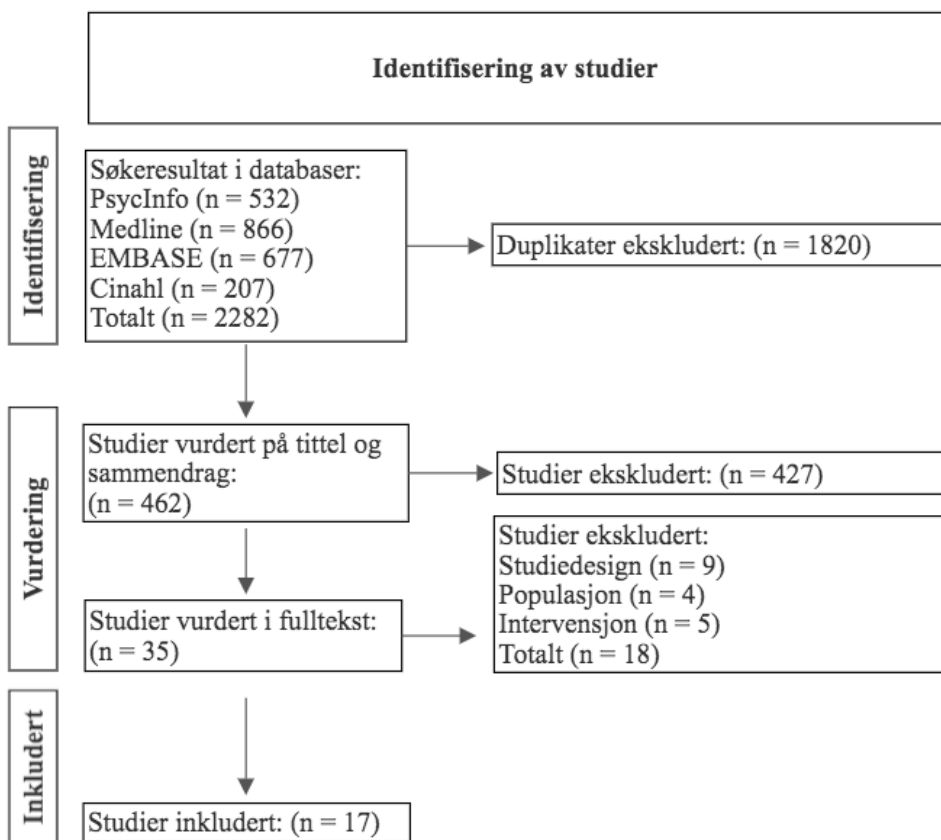 Identifisering av studier
Identifisering
Søkeresultat i databaser:
PsycInfo (n = 532)
Medline (n = 866)
EMBASE (n = 677)
Cinahl (n = 207)
Totalt (n = 2282)
Duplikater ekskludert: (n = 1820)
Vurdering
Studier vurdert på tittel og
sammendrag:
(n = 462)
Studier ekskludert: (n = 427)
Studier vurdert i fulltekst:
(n = 35)
Studier ekskludert:
Studiedesign (n = 9)
Populasjon (n = 4)
Intervensjon (n = 5)
Totalt (n = 18)
Inkludert
Studier inkludert: (n = 17)